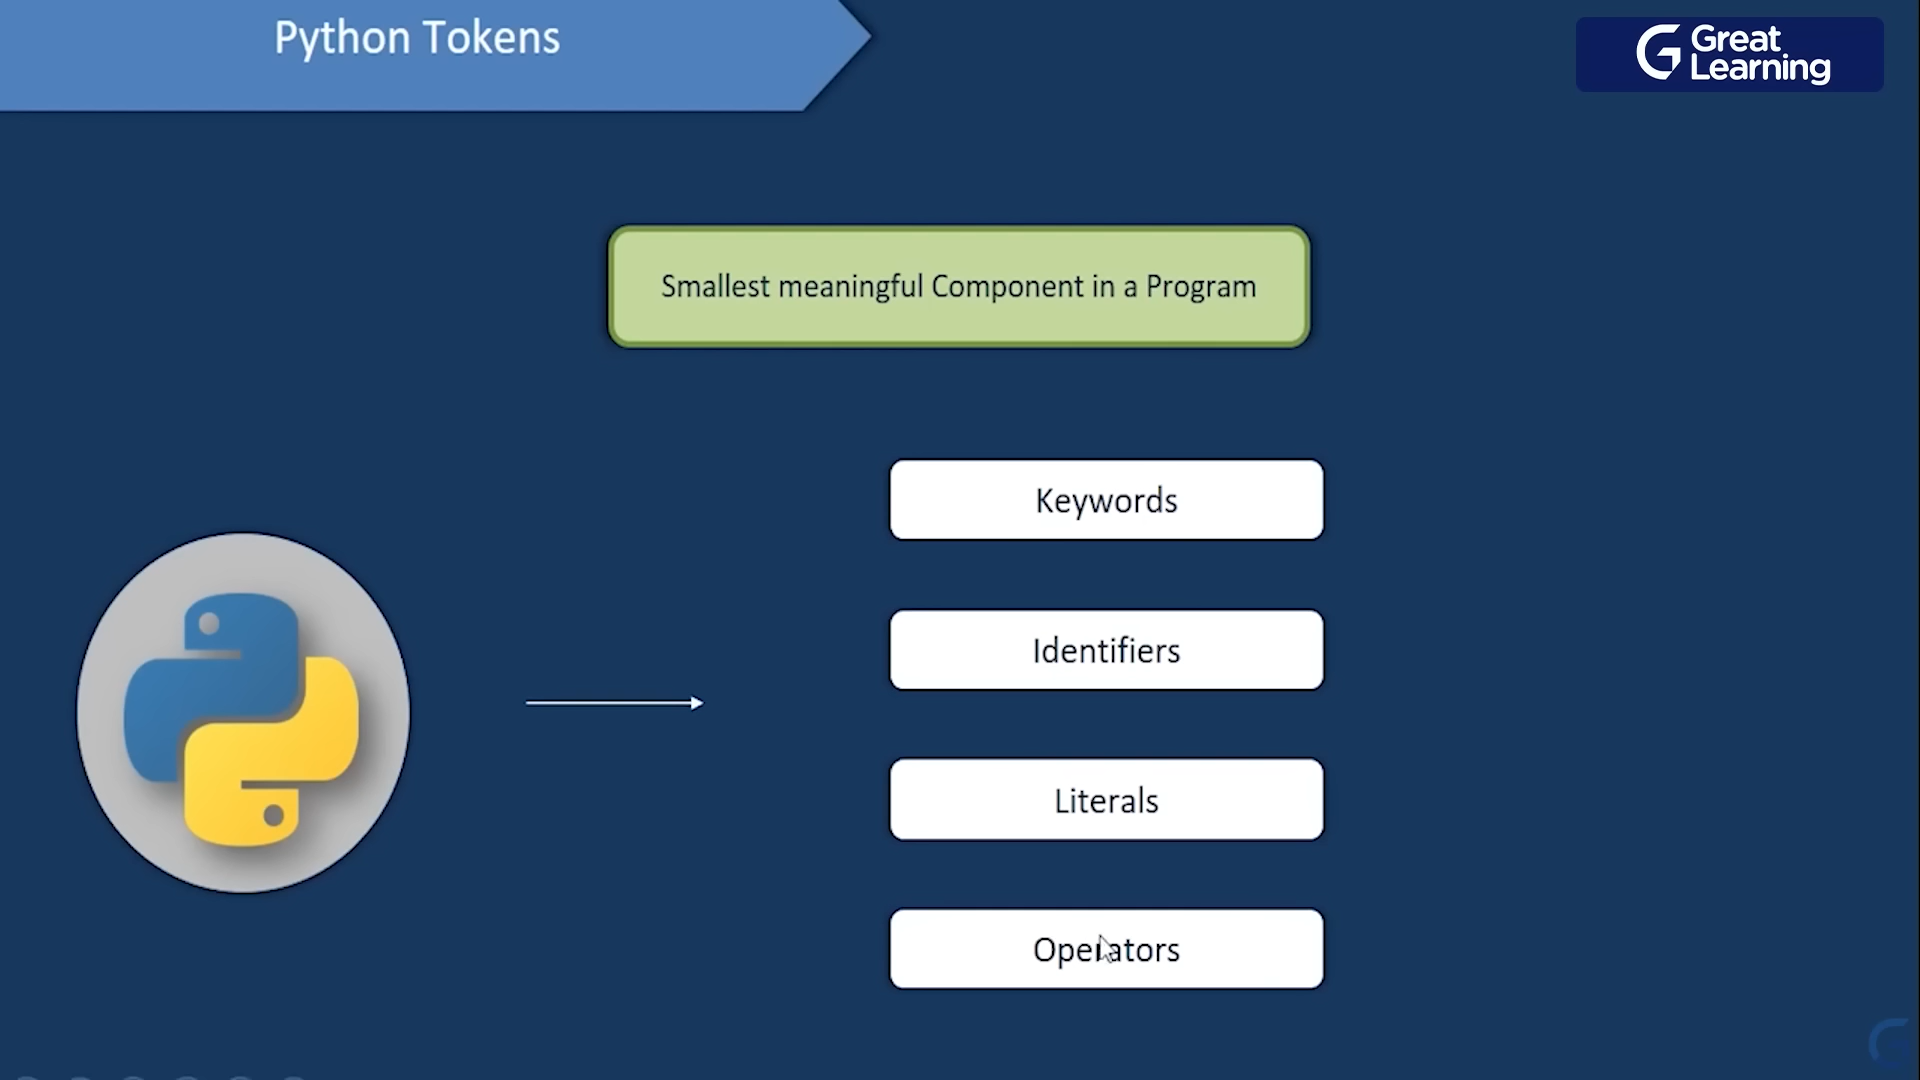 Python Tokens
Great
Learning
Smallest meaningful Component in a Program
Keywords
Identifiers
Literals
Operators